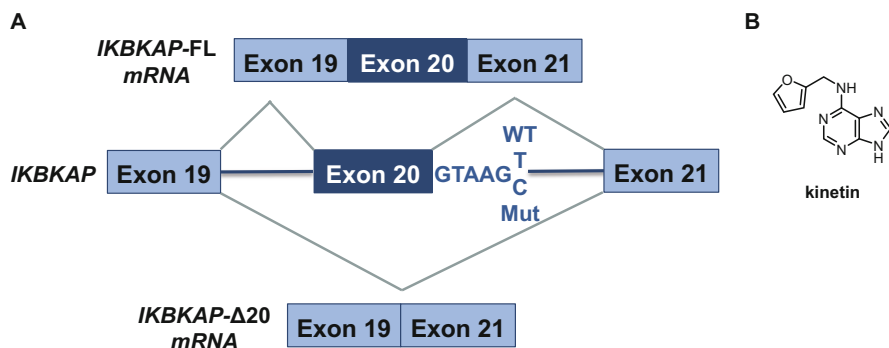 A
IKBKAP-FL
mRNA
Exon 19 Exon 20 Exon 21
IKBKAP
Exon 19 Exon 20 GTAAG Exon 21
WT
T
C
Mut
IKBKAP-Δ20
mRNA
Exon 19 Exon 21
B
O
NH
N N
N N
H
kinetin